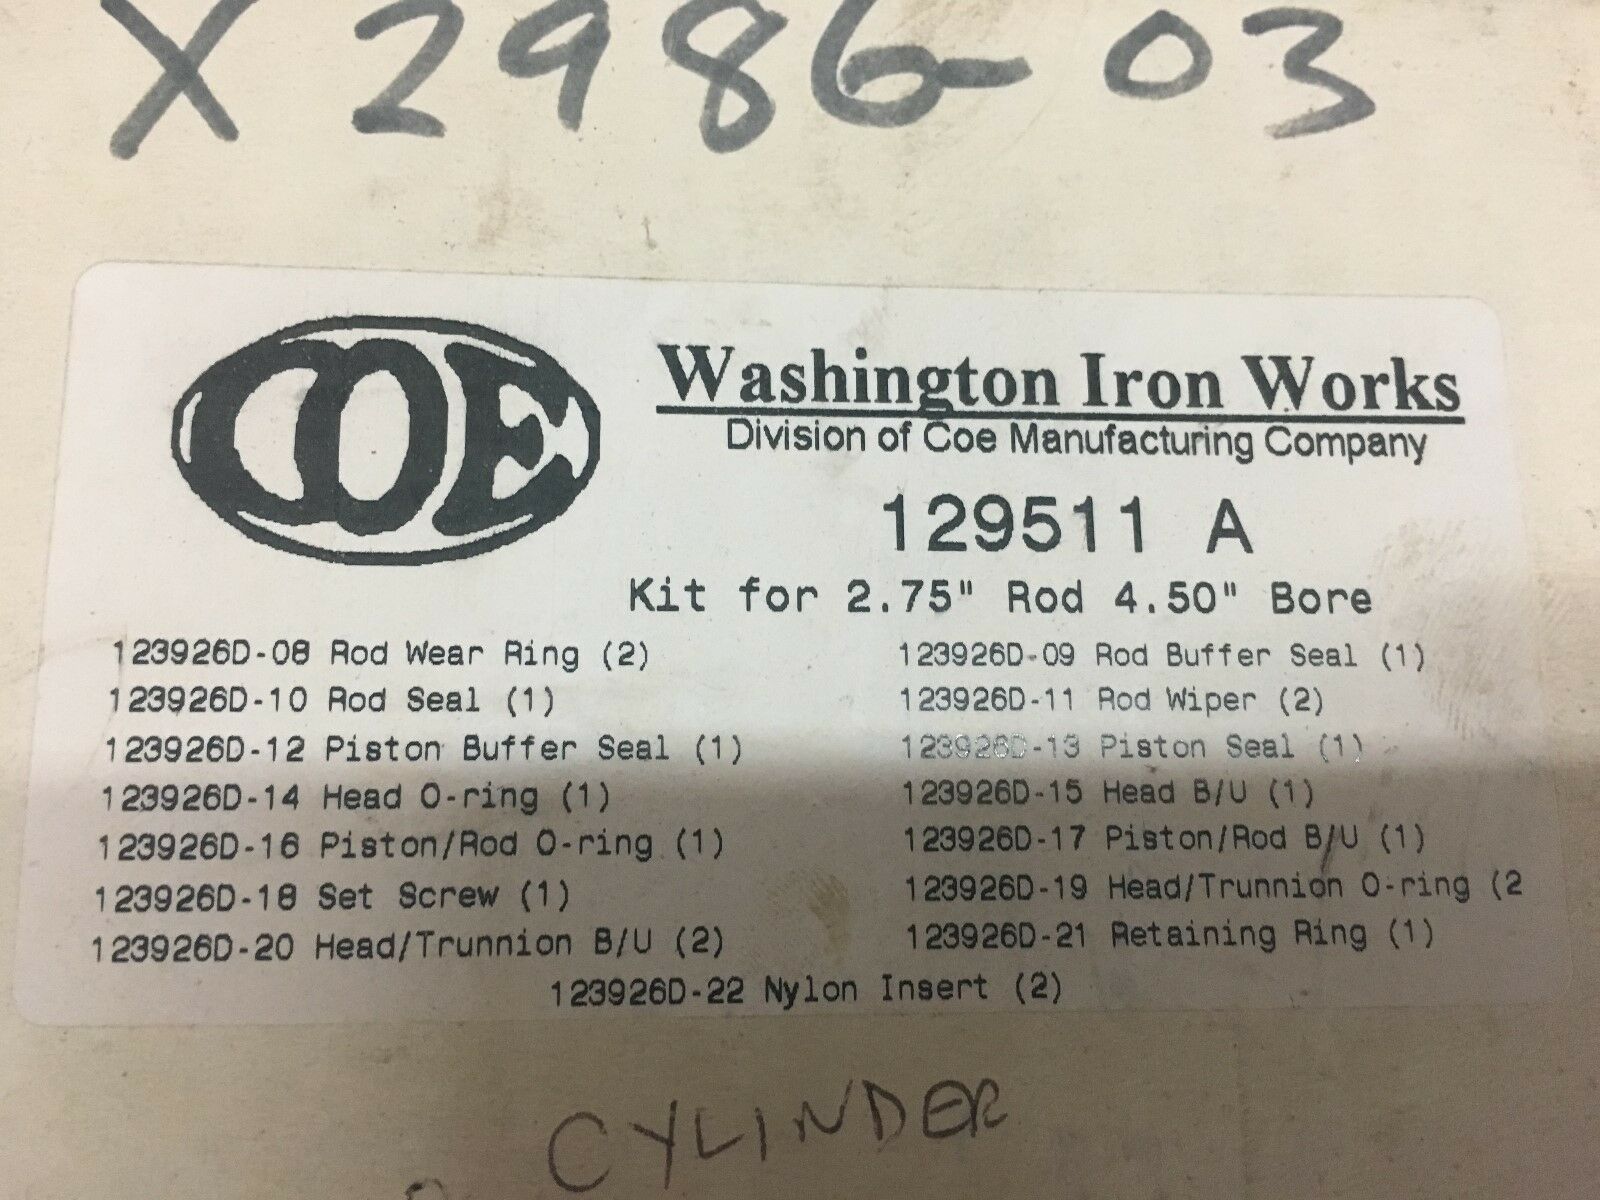 X2986-03
COE
Washington Iron Works
Division of Coe Manufacturing Company
129511 A
Kit for 2.75" Rod 4.50" Bore
123926D-08 Rod Wear Ring (2)
123926D-09 Rod Buffer Seal (1)
123926D-10 Rod Seal (1)
123926D-11 Rod Wiper (2)
123926D-12 Piston Buffer Seal (1)
123926D-13 Piston Seal (1)
123926D-14 Head O-ring (1)
123926D-15 Head B/U (1)
123926D-16 Piston/Rod O-ring (1)
123926D-17 Piston/Rod B/U (1)
123926D-18 Set Screw (1)
123926D-19 Head/Trunnion O-ring (2
123926D-20 Head/Trunnion B/U (2)
123926D-21 Retaining Ring (1)
123926D-22 Nylon Insert (2)
CYLINDER